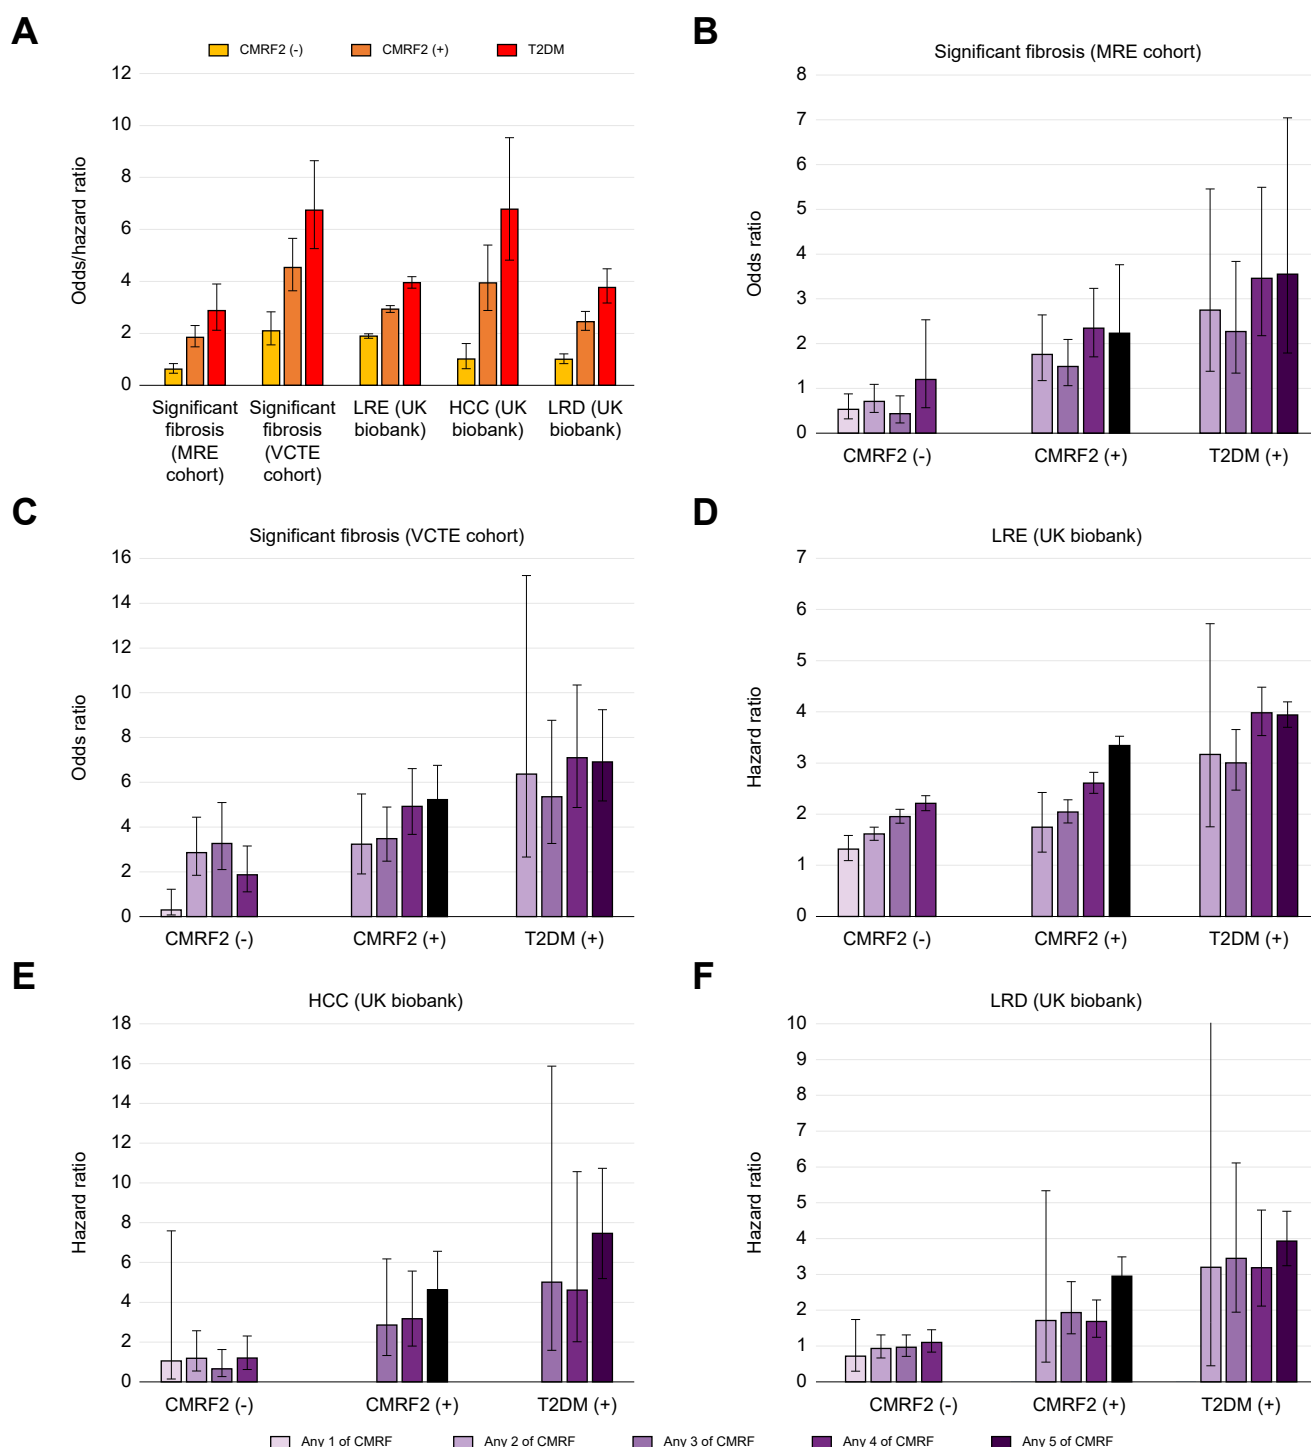 A
CMRF2 (-)
CMRF2 (+)
T2DM
12
10
8
6
4
2
0
Odds/hazard ratio
Significant
fibrosis
(MRE
cohort)
Significant
fibrosis
(VCTE
cohort)
LRE (UK
biobank)
HCC (UK
biobank)
LRD (UK
biobank)
B
Significant fibrosis (MRE cohort)
8
7
6
5
4
3
2
1
0
Odds ratio
CMRF2 (-)
CMRF2 (+)
T2DM (+)
C
Significant fibrosis (VCTE cohort)
16
14
12
10
8
6
4
2
0
Odds ratio
CMRF2 (-)
CMRF2 (+)
T2DM (+)
D
LRE (UK biobank)
7
6
5
4
3
2
1
0
Hazard ratio
CMRF2 (-)
CMRF2 (+)
T2DM (+)
E
HCC (UK biobank)
18
16
14
12
10
8
6
4
2
0
Hazard ratio
CMRF2 (-)
CMRF2 (+)
T2DM (+)
F
LRD (UK biobank)
10
9
8
7
6
5
4
3
2
1
0
Hazard ratio
CMRF2 (-)
CMRF2 (+)
T2DM (+)
Any 1 of CMRF
Any 2 of CMRF
Any 3 of CMRF
Any 4 of CMRF
Any 5 of CMRF